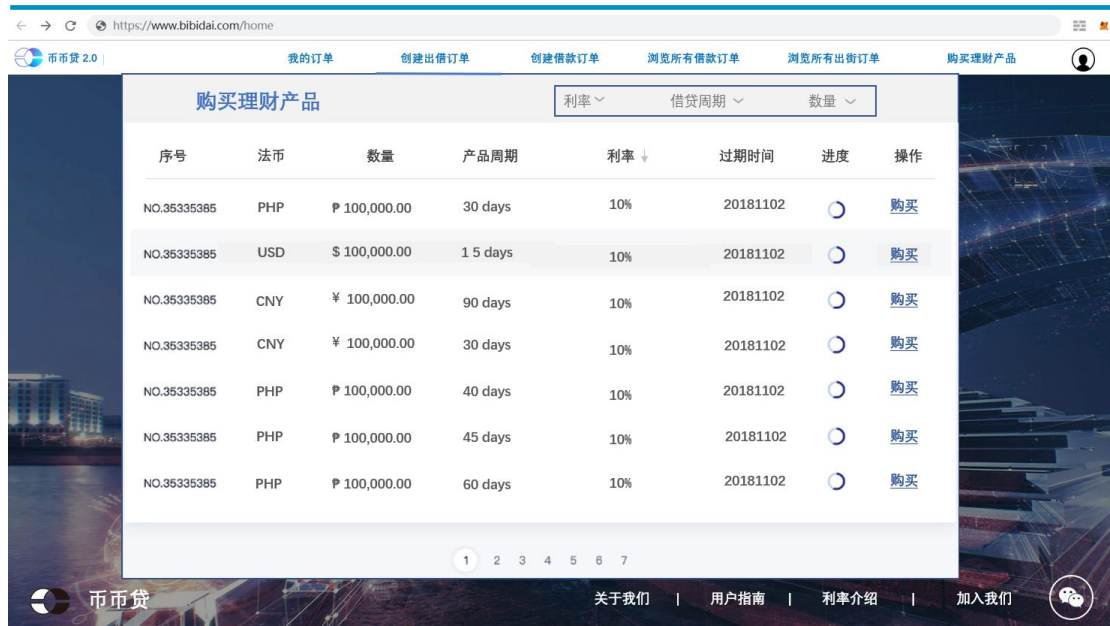 https://www.bibidai.com/home
币币贷 2.0 我的订单 创建出借订单 创建借款订单 浏览所有借款订单 浏览所有出街订单 购买理财产品
购买理财产品 利率 借贷周期 数量
序号 法币 数量 产品周期 利率 过期时间 进度 操作
NO.35335385 PHP ₱ 100,000.00 30 days 10% 20181102 购买
NO.35335385 USD $ 100,000.00 1 5 days 10% 20181102 购买
NO.35335385 CNY ¥ 100,000.00 90 days 10% 20181102 购买
NO.35335385 CNY ¥ 100,000.00 30 days 10% 20181102 购买
NO.35335385 PHP ₱ 100,000.00 40 days 10% 20181102 购买
NO.35335385 PHP ₱ 100,000.00 45 days 10% 20181102 购买
NO.35335385 PHP ₱ 100,000.00 60 days 10% 20181102 购买
1 2 3 4 5 6 7
币币贷 关于我们 | 用户指南 | 利率介绍 | 加入我们